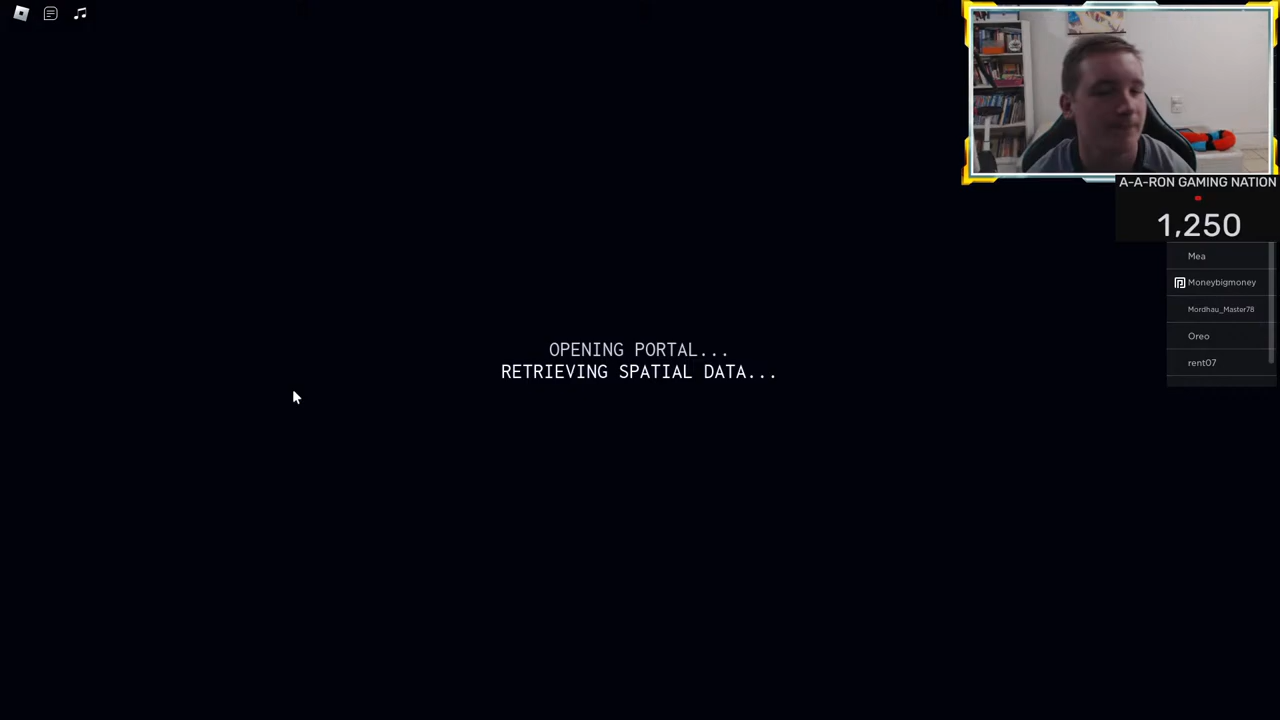 A-A-RON GAMING NATION
1,250
Mea
Moneybigmoney
Mordhau_Master78
Oreo
rent07
OPENING PORTAL...
RETRIEVING SPATIAL DATA...